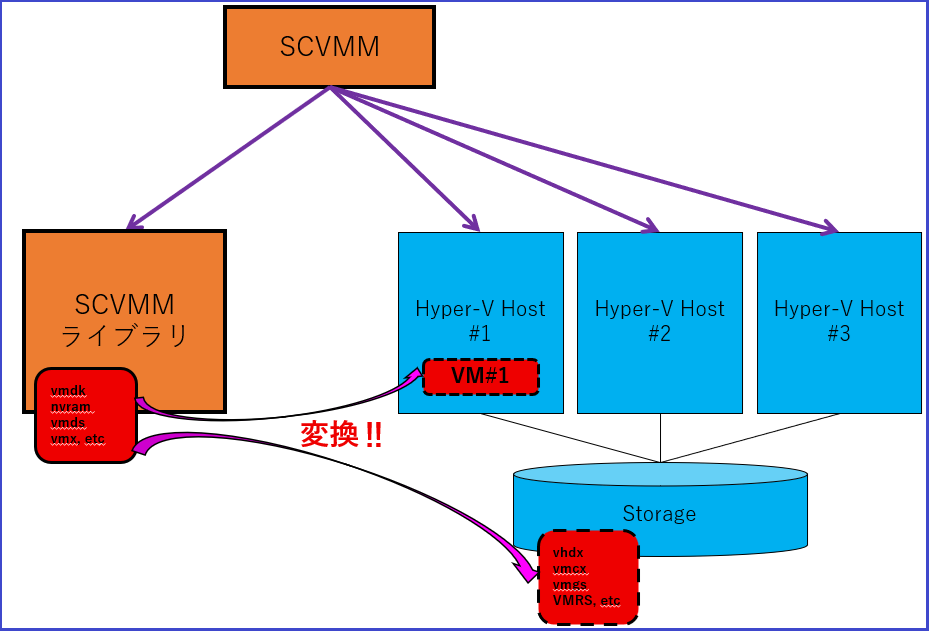 SCVMM
SCVMM
ライブラリ
Hyper-V Host
#1
Hyper-V Host
#2
Hyper-V Host
#3
VM#1
vmdk
nvram
vmds
vmx, etc
変換!!
Storage
vhdx
vmcx
vmgs
VMRS, etc